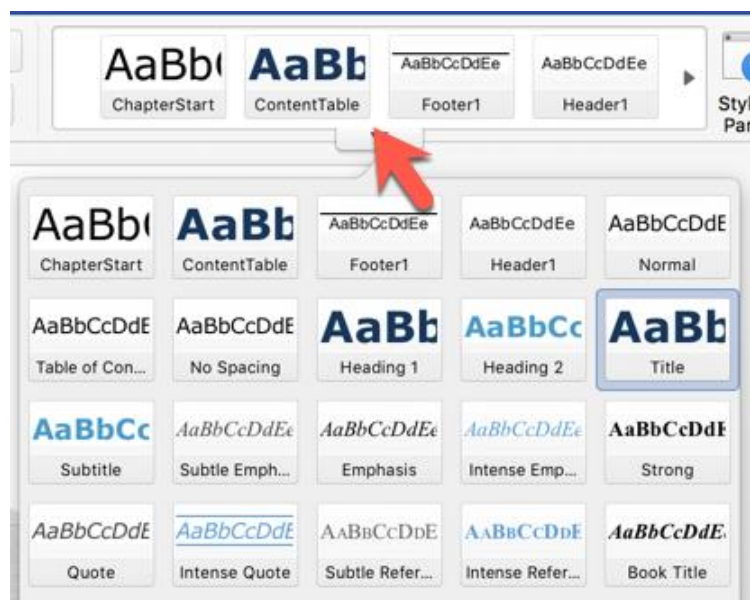 AaBb( AaBb AaBbCcDdEe AaBbCcDdEe
ChapterStart ContentTable Footer1 Header1
Styl
Par
AaBb( AaBb AaBbCcDdEe AaBbCcDdEe AaBbCcDdE
ChapterStart ContentTable Footer1 Header1 Normal
AaBbCcDdE AaBbCcDdE AaBb AaBbCc AaBb
Table of Con... No Spacing Heading 1 Heading 2 Title
AaBbCc AaBbCcDdEe AaBbCcDdEe AaBbCcDdEe AaBbCcDdE
Subtitle Subtle Emph... Emphasis Intense Emp... Strong
AaBbCcDdE AaBbCcDdE AABBCCDDE AABBCCDDE AaBbCcDdE
Quote Intense Quote Subtle Refer... Intense Refer... Book Title